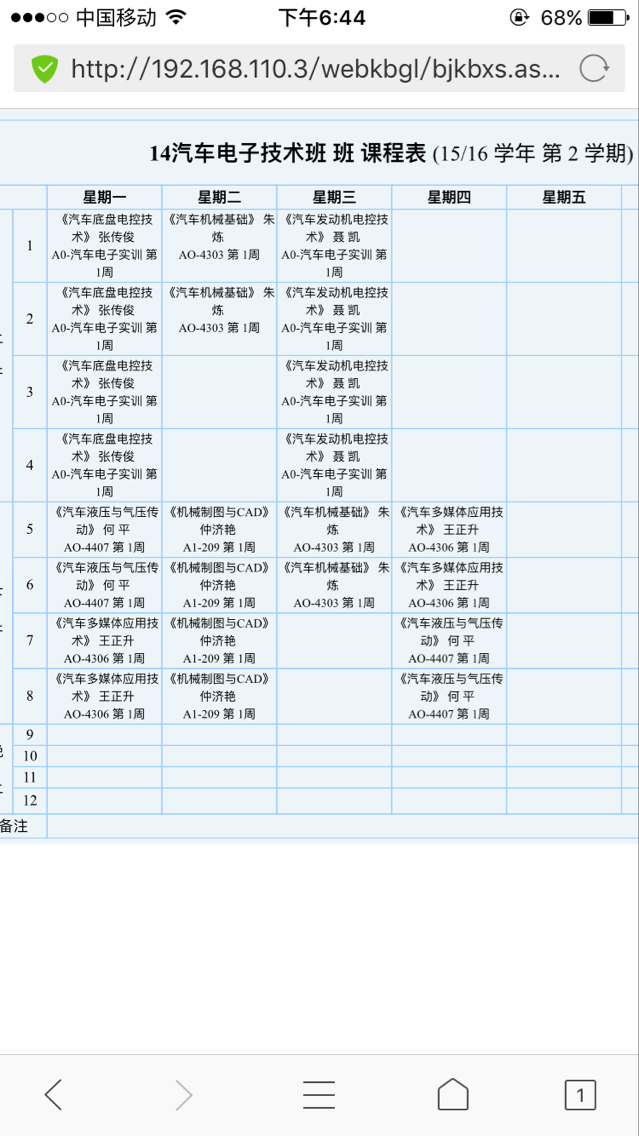 中国移动 下午6:44 68%
http://192.168.110.3/webkbgl/bjkbxs.as...
14汽车电子技术班 班 课程表 (15/16 学年 第 2 学期)
星期一 星期二 星期三 星期四 星期五
1
《汽车底盘电控技
术》 张传俊
A0-汽车电子实训 第
1周
《汽车机械基础》 朱
炼
AO-4303 第 1周
《汽车发动机电控技
术》 聂 凯
A0-汽车电子实训 第
1周
2
《汽车底盘电控技
术》 张传俊
A0-汽车电子实训 第
1周
《汽车机械基础》 朱
炼
AO-4303 第 1周
《汽车发动机电控技
术》 聂 凯
A0-汽车电子实训 第
1周
3
《汽车底盘电控技
术》 张传俊
A0-汽车电子实训 第
1周
《汽车发动机电控技
术》 聂 凯
A0-汽车电子实训 第
1周
4
《汽车底盘电控技
术》 张传俊
A0-汽车电子实训 第
1周
《汽车发动机电控技
术》 聂 凯
A0-汽车电子实训 第
1周
5
《汽车液压与气压传
动》 何 平
AO-4407 第 1周
《机械制图与CAD》
仲济艳
A1-209 第 1周
《汽车机械基础》 朱
炼
AO-4303 第 1周
《汽车多媒体应用技
术》 王正升
AO-4306 第 1周
6
《汽车液压与气压传
动》 何 平
AO-4407 第 1周
《机械制图与CAD》
仲济艳
A1-209 第 1周
《汽车机械基础》 朱
炼
AO-4303 第 1周
《汽车多媒体应用技
术》 王正升
AO-4306 第 1周
7
《汽车多媒体应用技
术》 王正升
AO-4306 第 1周
《机械制图与CAD》
仲济艳
A1-209 第 1周
《汽车液压与气压传
动》 何 平
AO-4407 第 1周
8
《汽车多媒体应用技
术》 王正升
AO-4306 第 1周
《机械制图与CAD》
仲济艳
A1-209 第 1周
《汽车液压与气压传
动》 何 平
AO-4407 第 1周
9
10
11
12
备注
1